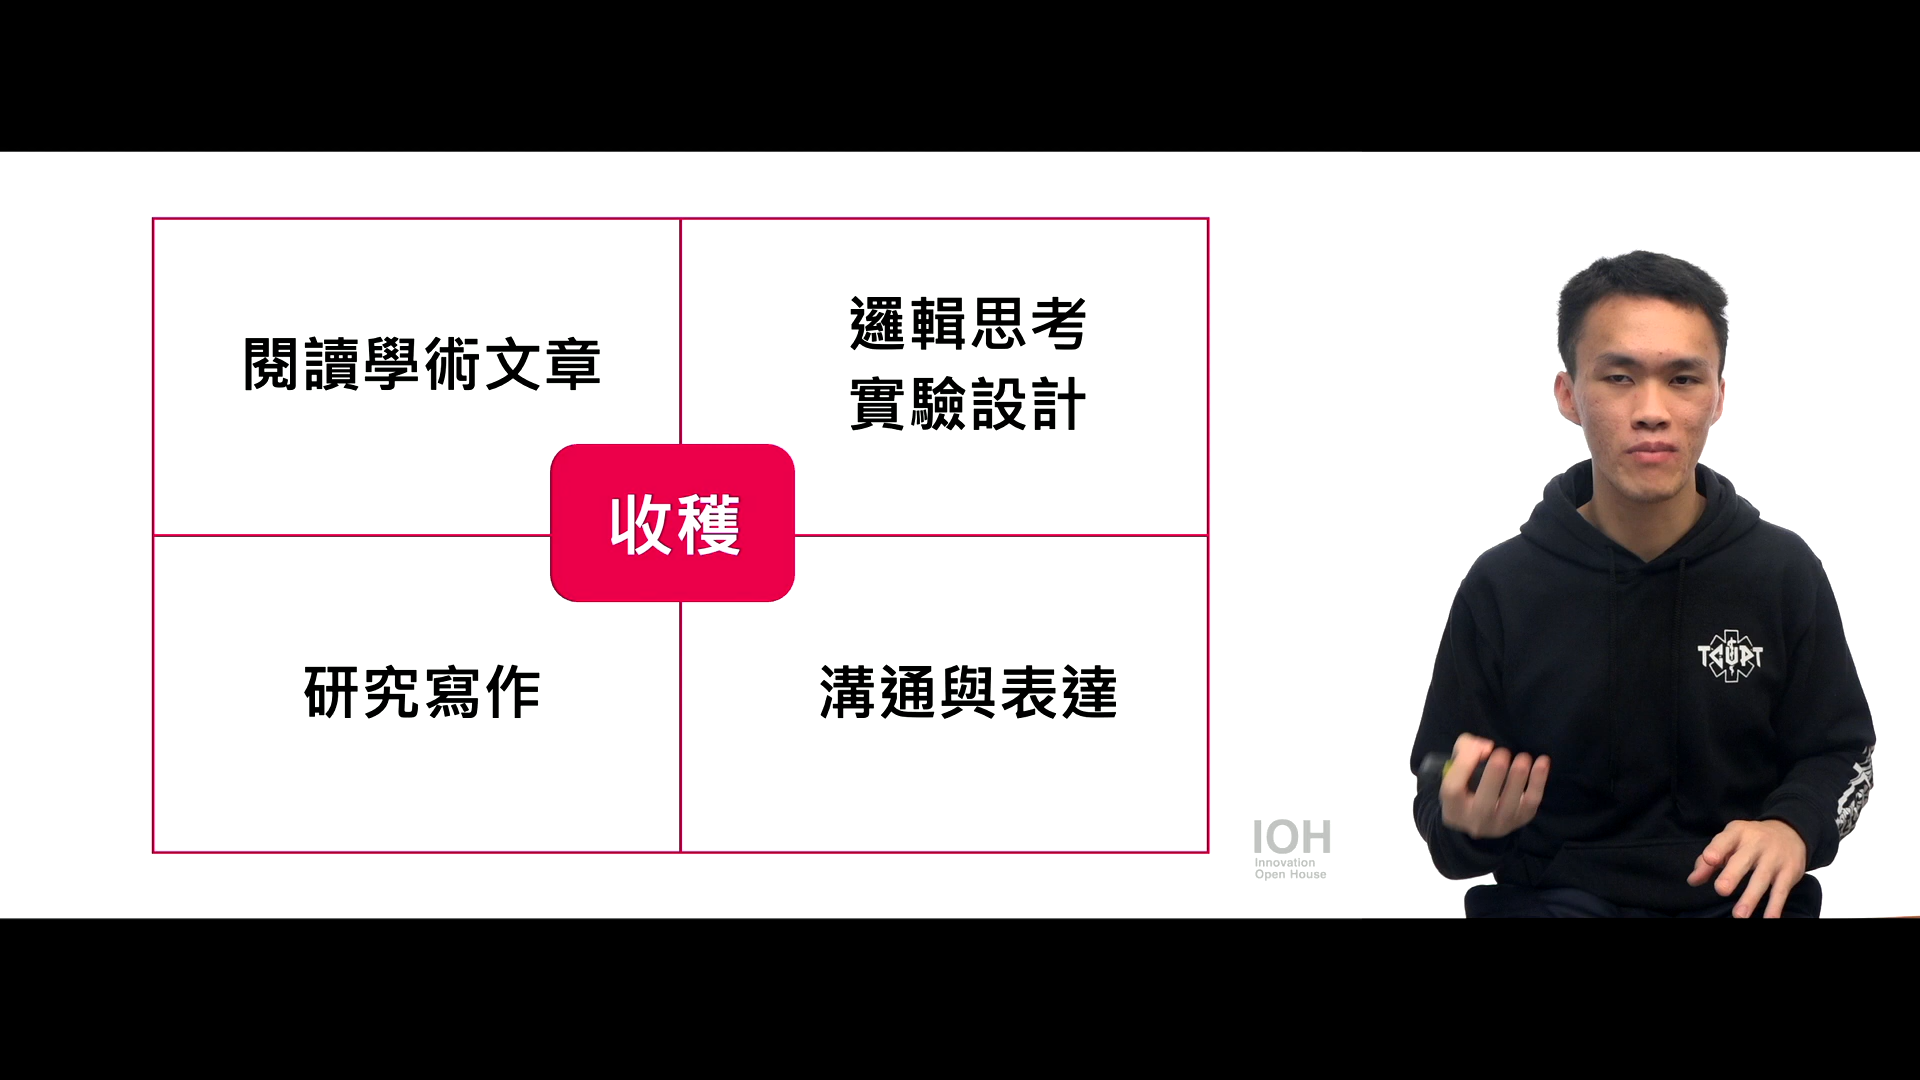 閱讀學術文章
邏輯思考
實驗設計
收穫
研究寫作
溝通與表達
IOH
Innovation
Open House
TCUPT